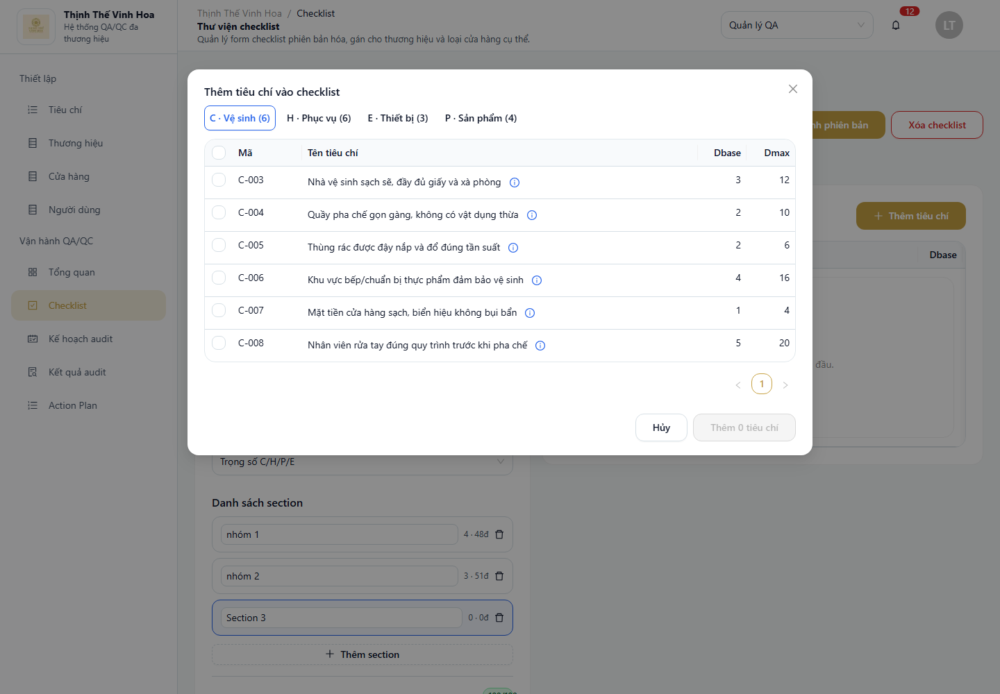 Thịnh Thế Vinh Hoa
Hệ thống QA/QC đa
thương hiệu
Thịnh Thế Vinh Hoa / Checklist
Thư viện checklist
Quản lý form checklist phiên bản hóa, gán cho thương hiệu và loại cửa hàng cụ thể.
Quản lý QA
12
LT
Thiết lập
Tiêu chí
Thương hiệu
Cửa hàng
Người dùng
Vận hành QA/QC
Tổng quan
Checklist
Kế hoạch audit
Kết quả audit
Action Plan
Thêm tiêu chí vào checklist
C · Vệ sinh (6)
H · Phục vụ (6)
E · Thiết bị (3)
P · Sản phẩm (4)
Mã Tên tiêu chí Dbase Dmax
C-003 Nhà vệ sinh sạch sẽ, đầy đủ giấy và xà phòng 3 12
C-004 Quầy pha chế gọn gàng, không có vật dụng thừa 2 10
C-005 Thùng rác được đậy nắp và đổ đúng tần suất 2 6
C-006 Khu vực bếp/chuẩn bị thực phẩm đảm bảo vệ sinh 4 16
C-007 Mặt tiền cửa hàng sạch, biển hiệu không bụi bẩn 1 4
C-008 Nhân viên rửa tay đúng quy trình trước khi pha chế 5 20
1
Hủy
Thêm 0 tiêu chí
phiên bản
Xóa checklist
Thêm tiêu chí
Dbase
đầu.
Trọng số C/H/P/E
Danh sách section
nhóm 1 4 · 48đ
nhóm 2 3 · 51đ
Section 3 0 · 0đ
Thêm section